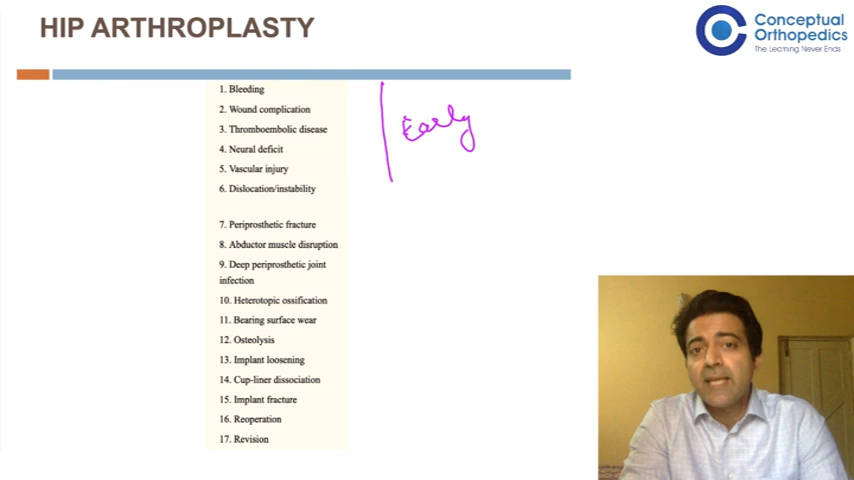 HIP ARTHROPLASTY
Conceptual
Orthopedics
The Learning Never Ends
1. Bleeding
2. Wound complication
3. Thromboembolic disease
4. Neural deficit
5. Vascular injury
6. Dislocation/instability
7. Periprosthetic fracture
8. Abductor muscle disruption
9. Deep periprosthetic joint
infection
10. Heterotopic ossification
11. Bearing surface wear
12. Osteolysis
13. Implant loosening
14. Cup-liner dissociation
15. Implant fracture
16. Reoperation
17. Revision
Early